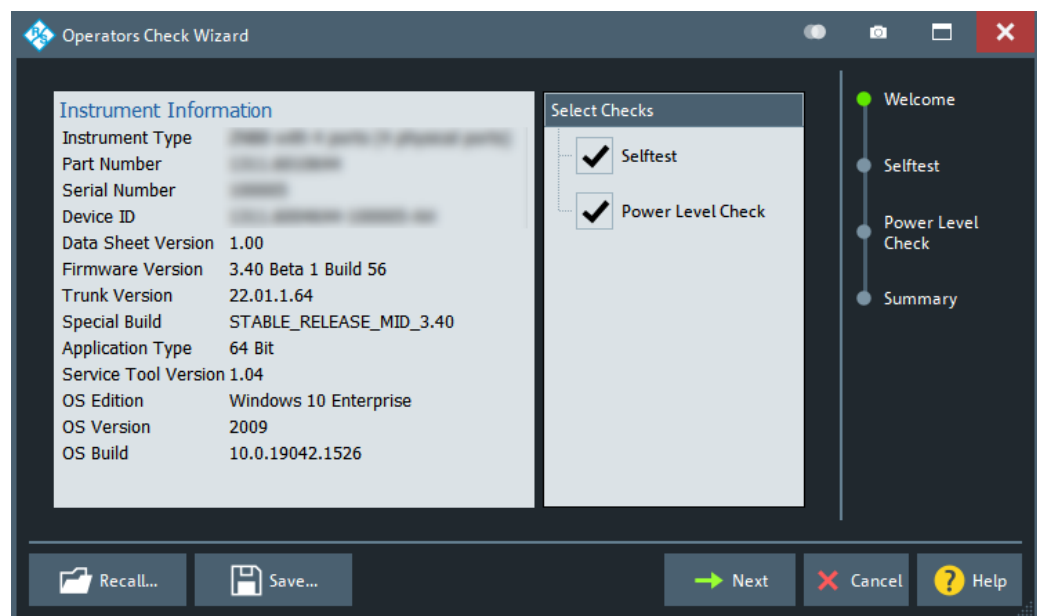 Operators Check Wizard
Instrument Information
Instrument Type
Part Number
Serial Number
Device ID
Data Sheet Version 1.00
Firmware Version 3.40 Beta 1 Build 56
Trunk Version 22.01.1.64
Special Build STABLE_RELEASE_MID_3.40
Application Type 64 Bit
Service Tool Version 1.04
OS Edition Windows 10 Enterprise
OS Version 2009
OS Build 10.0.19042.1526
Select Checks
Selftest
Power Level Check
Welcome
Selftest
Power Level
Check
Summary
Recall...
Save...
Next
Cancel
Help